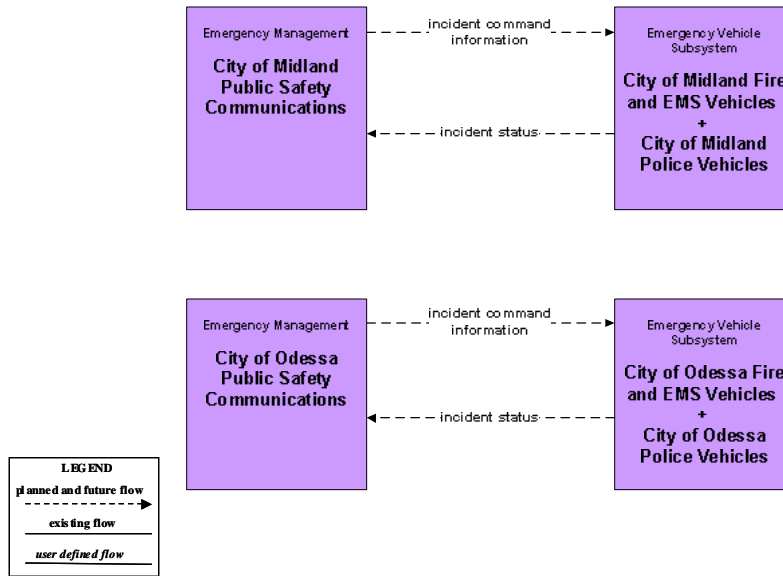 Emergency Management
City of Midland
Public Safety
Communications
incident command
information
incident status
Emergency Vehicle
Subsystem
City of Midland Fire
and EMS Vehicles
+
City of Midland
Police Vehicles
Emergency Management
City of Odessa
Public Safety
Communications
incident command
information
incident status
Emergency Vehicle
Subsystem
City of Odessa Fire
and EMS Vehicles
+
City of Odessa
Police Vehicles
LEGEND
planned and future flow
existing flow
user defined flow